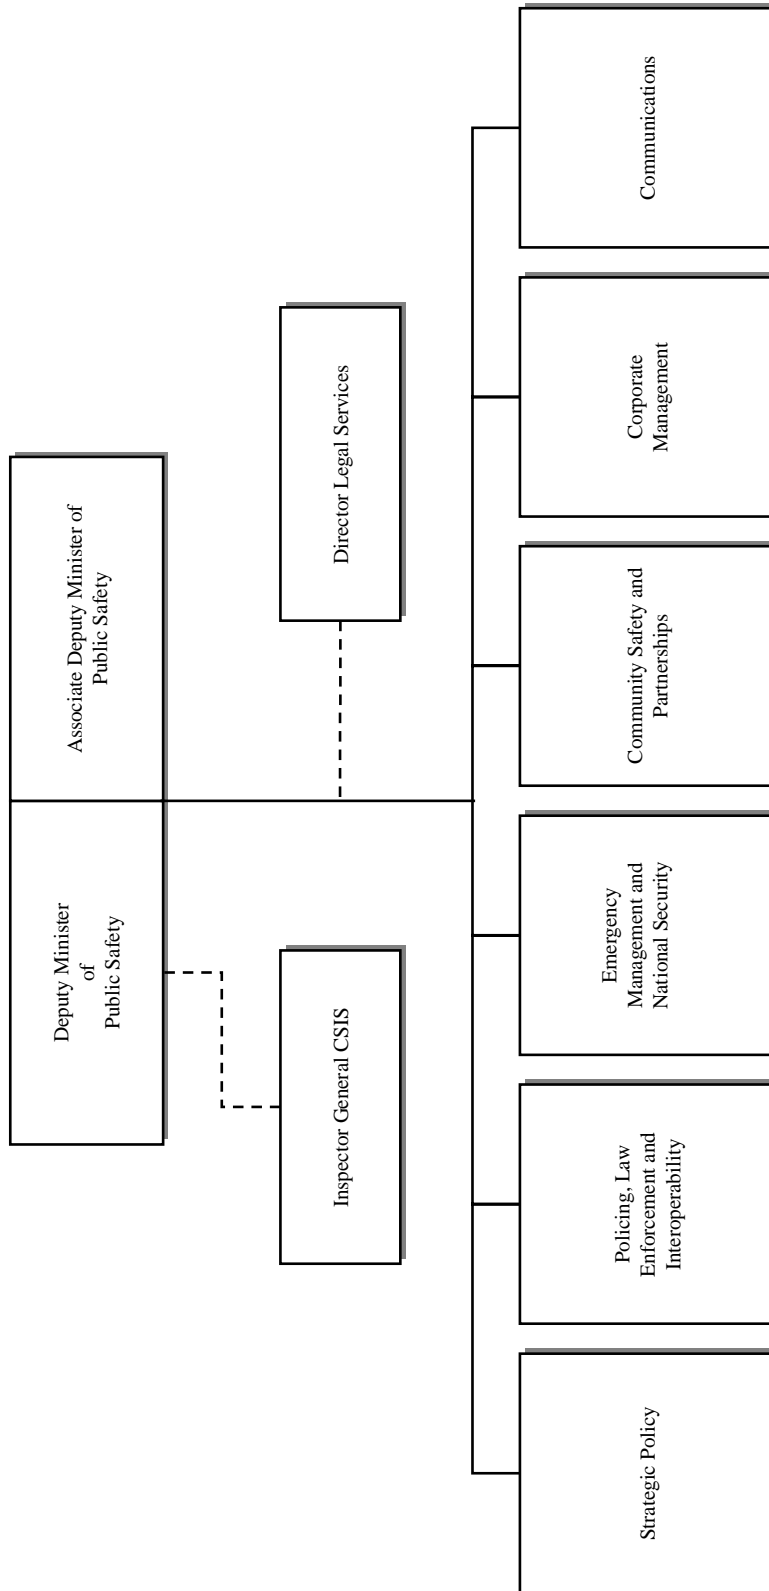 Deputy Minister
of
Public Safety
Associate Deputy Minister of
Public Safety
Inspector General CSIS
Director Legal Services
Strategic Policy
Policing, Law
Enforcement and
Interoperability
Emergency
Management and
National Security
Community Safety and
Partnerships
Corporate
Management
Communications